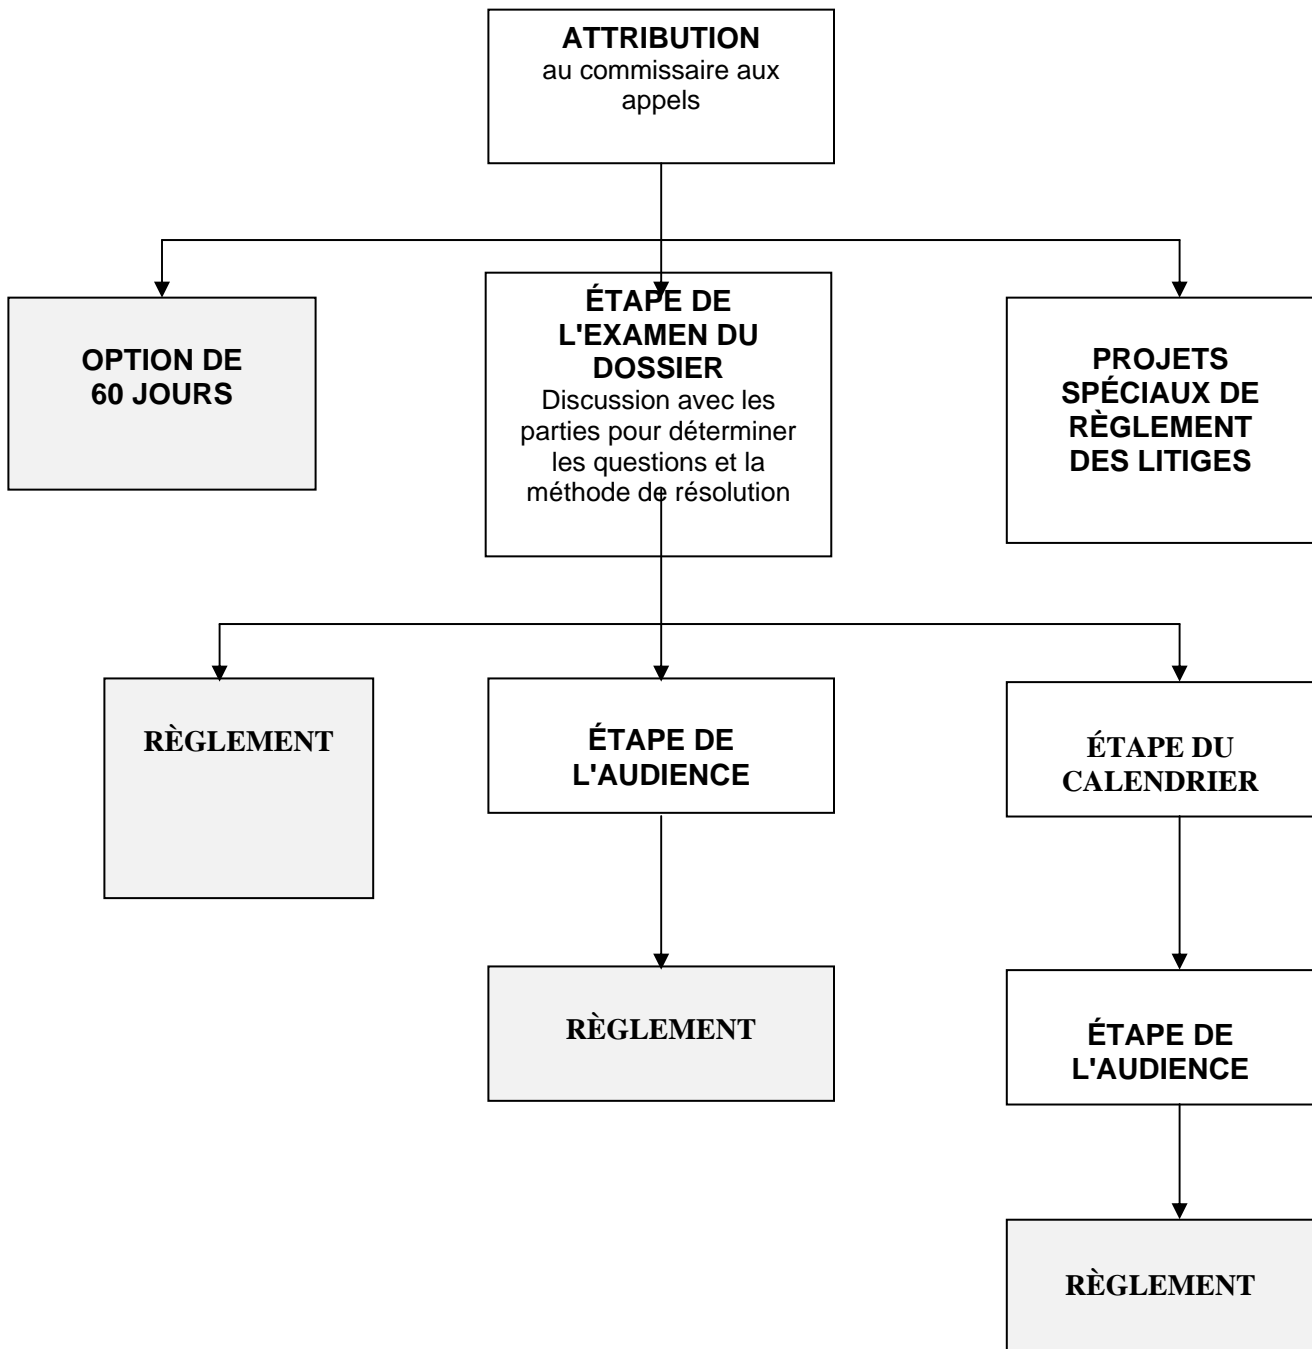 ATTRIBUTION
au commissaire aux
appels
OPTION DE
60 JOURS
ÉTAPE DE
L'EXAMEN DU
DOSSIER
Discussion avec les
parties pour déterminer
les questions et la
méthode de résolution
PROJETS
SPÉCIAUX DE
RÈGLEMENT
DES LITIGES
RÈGLEMENT
ÉTAPE DE
L'AUDIENCE
ÉTAPE DU
CALENDRIER
RÈGLEMENT
ÉTAPE DE
L'AUDIENCE
RÈGLEMENT